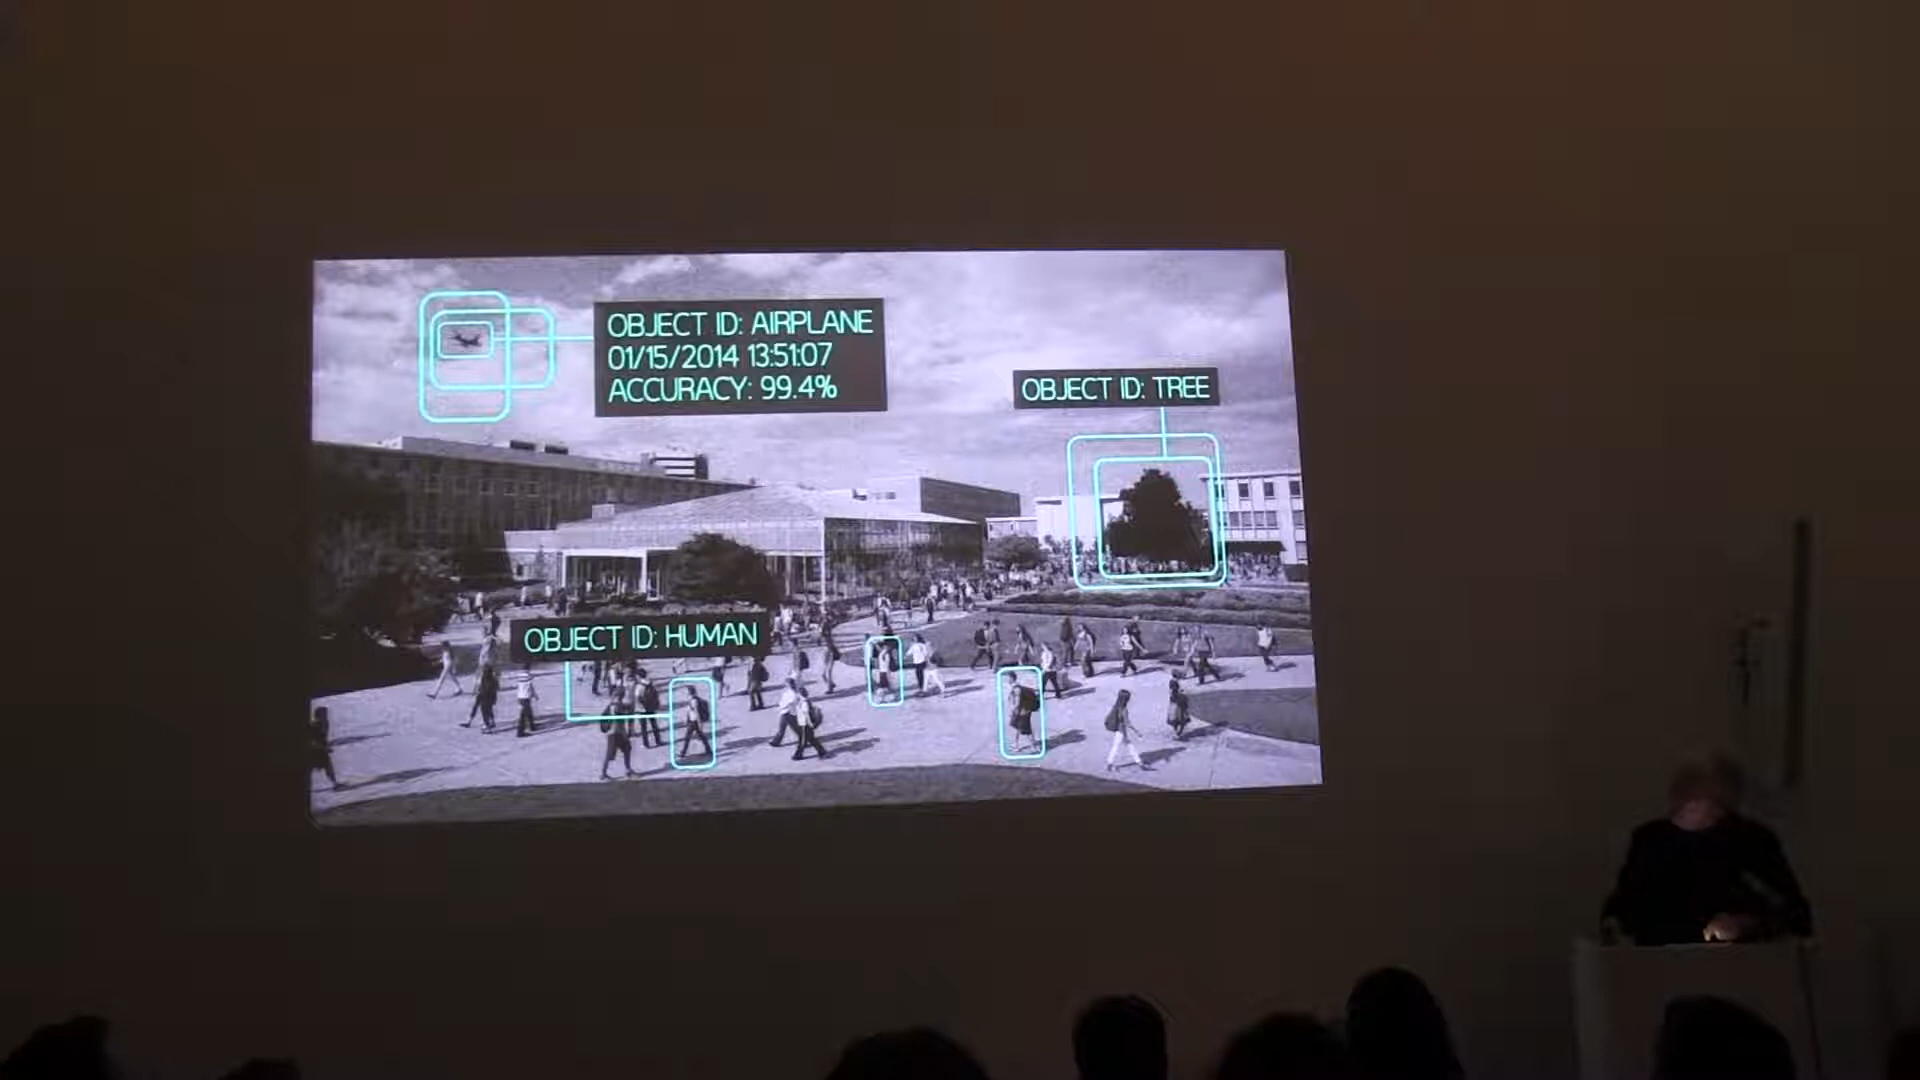 OBJECT ID: AIRPLANE
01/15/2014 13:51:07
ACCURACY: 99.4%
OBJECT ID: TREE
OBJECT ID: HUMAN